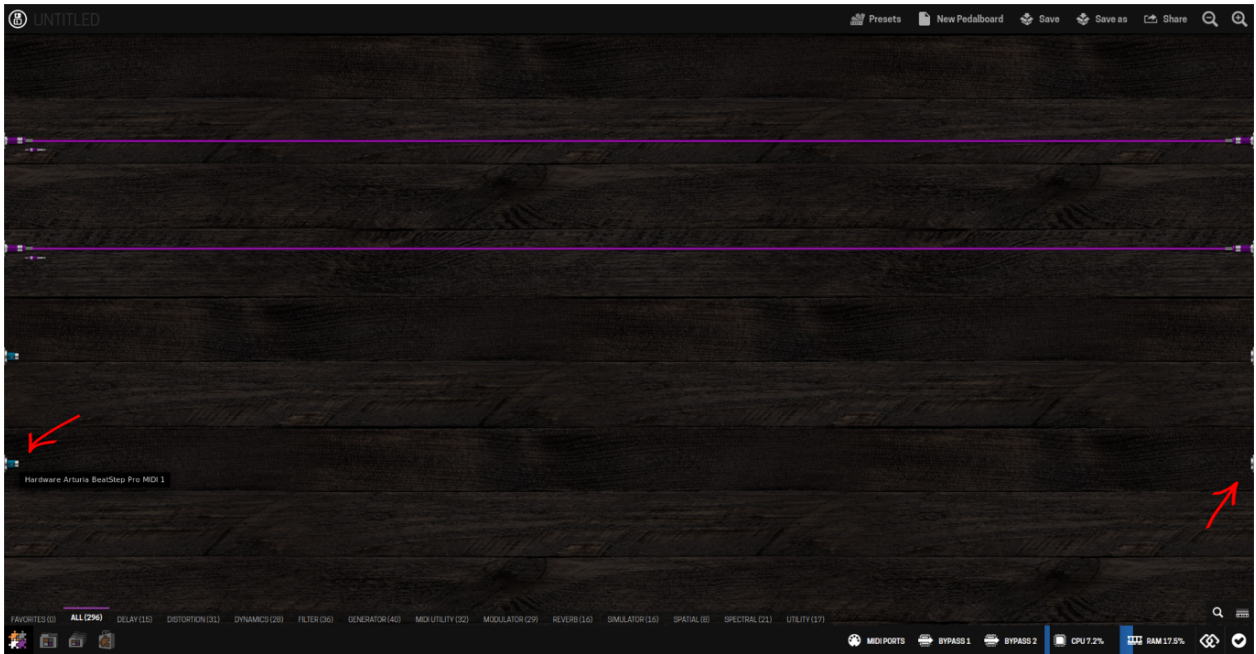 UNTITLED
Presets New Pedalboard Save Save as Share
Hardware Arturia BeatStep Pro MIDI 1
FAVORITES (0) ALL (296) DELAY (15) DISTORTION (31) DYNAMICS (28) FILTER (36) GENERATOR (40) MIDI UTILITY (32) MODULATOR (29) REVERB (16) SIMULATOR (16) SPATIAL (8) SPECTRAL (21) UTILITY (17)
MIDI PORTS BYPASS 1 BYPASS 2 CPU 7.2% RAM 17.5%